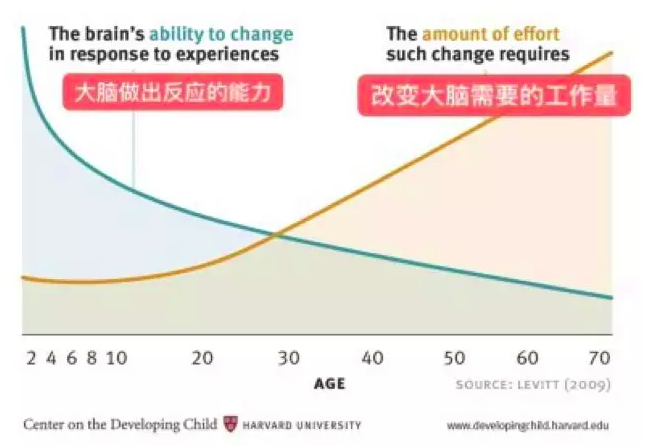 The brain's ability to change
in response to experiences
大脑做出反应的能力
The amount of effort
such change requires
改变大脑需要的工作量
2 4 6 8 10 20 30 40 50 60 70
AGE
SOURCE: LEVITT (2009)
Center on the Developing Child HARVARD UNIVERSITY
www.developingchild.harvard.edu